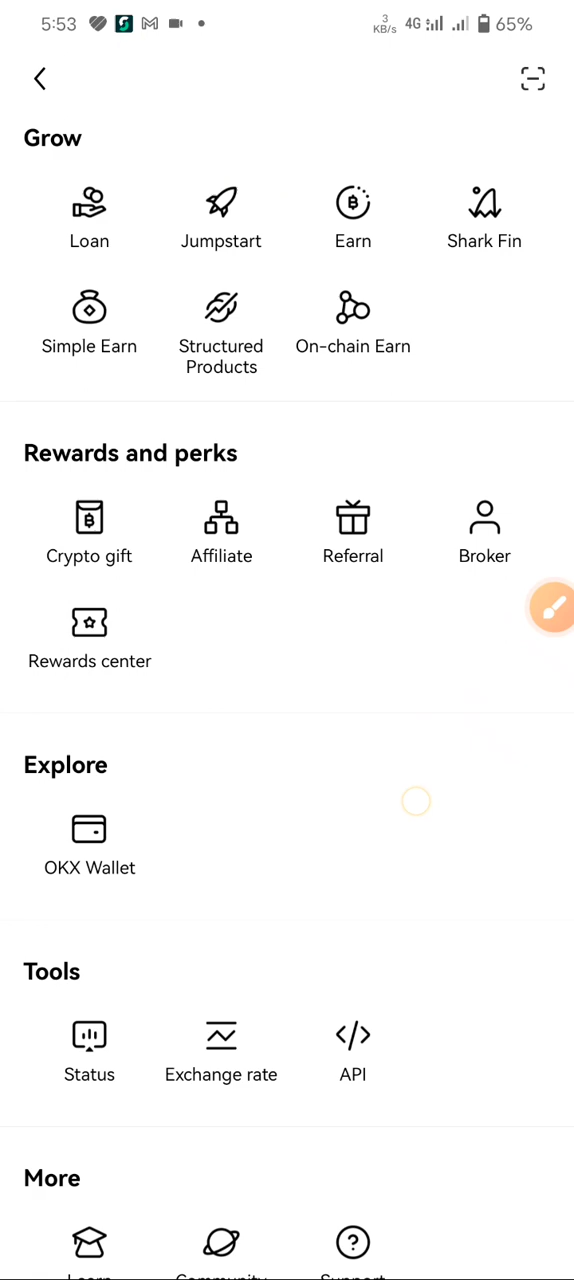 5:53 3 KB/s 4G 65%
Grow
Loan Jumpstart Earn Shark Fin
Simple Earn Structured Products On-chain Earn
Rewards and perks
Crypto gift Affiliate Referral Broker
Rewards center
Explore
OKX Wallet
Tools
Status Exchange rate API
More
Learn Community Support